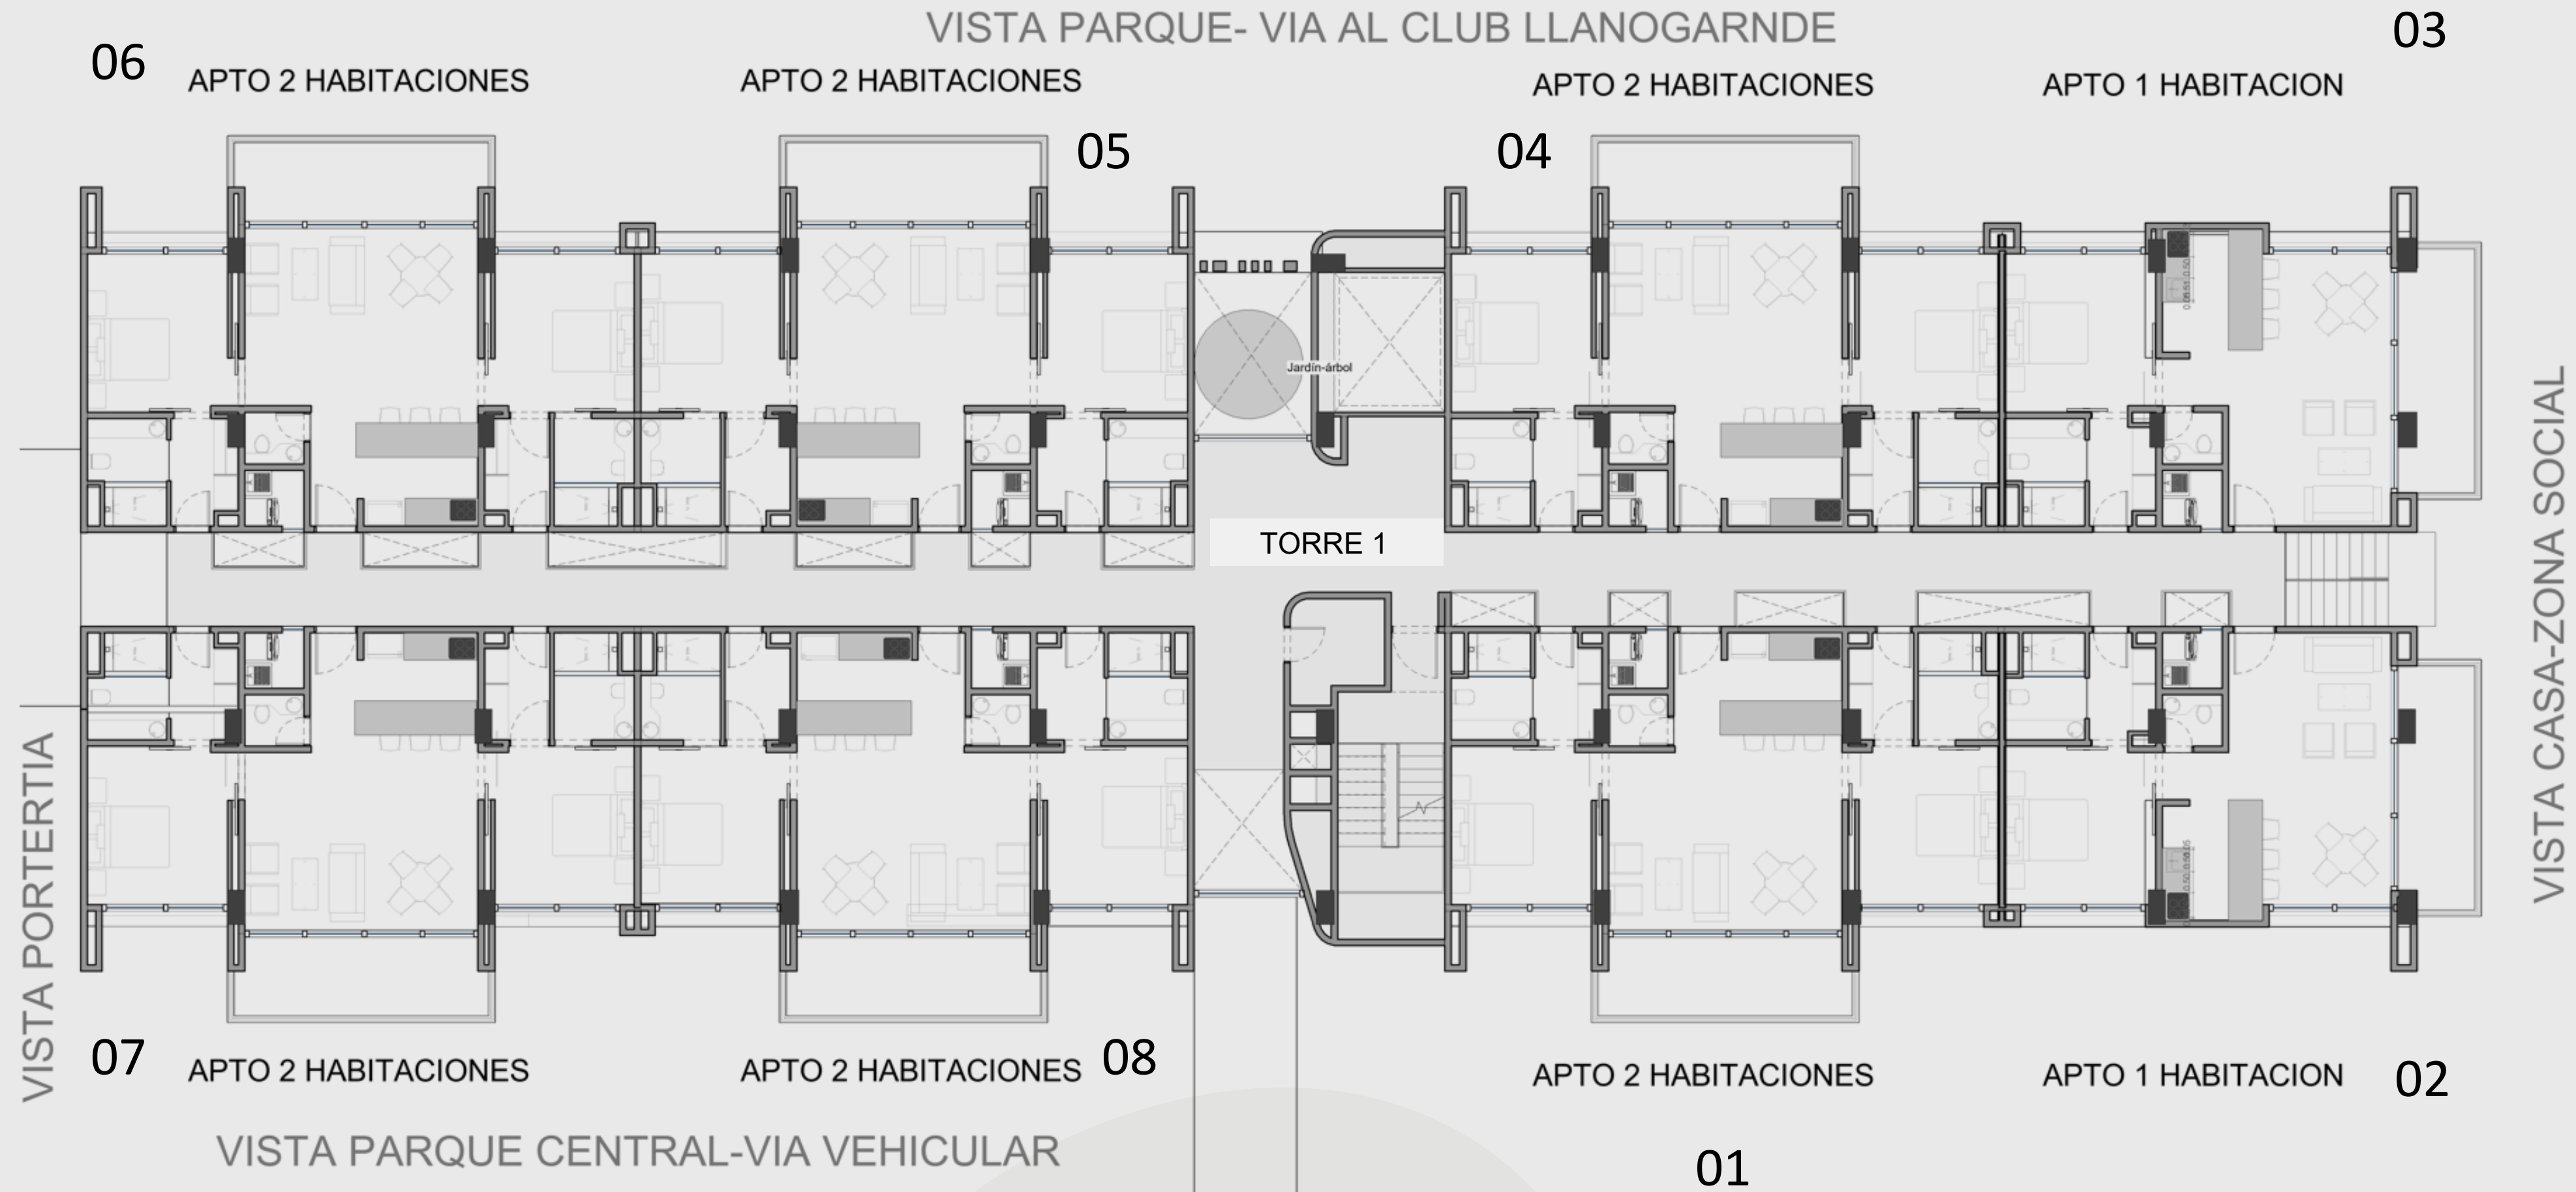 VISTA PARQUE- VIA AL CLUB LLANOGARNDE
03
06
APTO 2 HABITACIONES
APTO 2 HABITACIONES
APTO 2 HABITACIONES
APTO 1 HABITACION
05
04
Jardín-árbol
TORRE 1
VISTA CASA-ZONA SOCIAL
VISTA PORTERTIA
07
APTO 2 HABITACIONES
APTO 2 HABITACIONES
08
APTO 2 HABITACIONES
APTO 1 HABITACION
02
VISTA PARQUE CENTRAL-VIA VEHICULAR
01